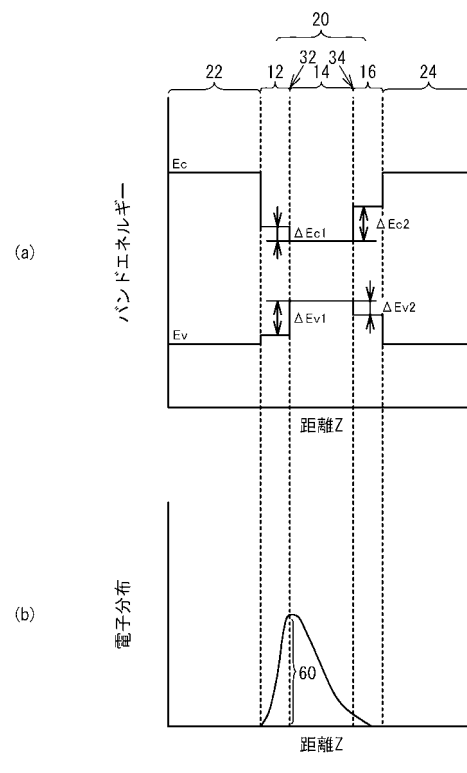 20
32 34
22 12 14 16 24
Ec
ΔEc1
ΔEc2
(a)
バンドエネルギー
ΔEv1
ΔEv2
Ev
距離Z
(b)
電子分布
60
距離Z